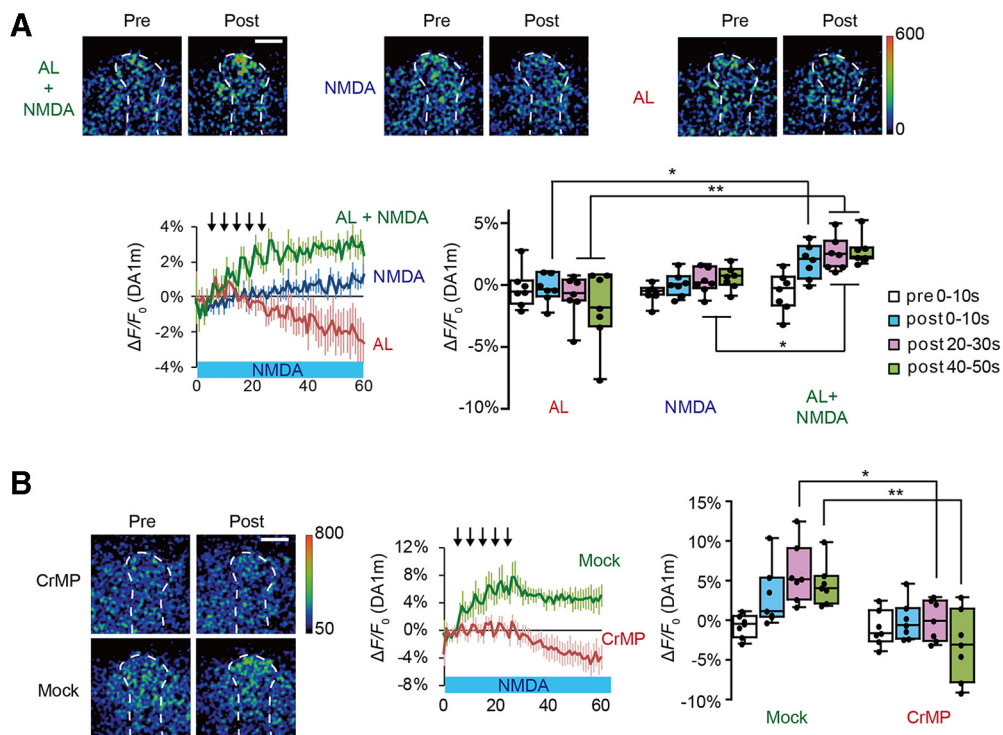 A
Pre Post
Pre Post
Pre Post
AL
+
NMDA
NMDA
AL
600
0
ΔF/F0 (DA1m)
4%
2%
0%
-2%
-4%
AL + NMDA
NMDA
AL
NMDA
0 20 40 60
ΔF/F0 (DA1m)
5%
0%
-5%
-10%
*
**
*
AL
NMDA
AL+
NMDA
pre 0-10s
post 0-10s
post 20-30s
post 40-50s
B
Pre Post
CrMP
Mock
800
50
ΔF/F0 (DA1m)
12%
8%
4%
0%
-4%
-8%
Mock
CrMP
NMDA
0 20 40 60
ΔF/F0 (DA1m)
15%
10%
5%
0%
-5%
-10%
*
**
Mock
CrMP